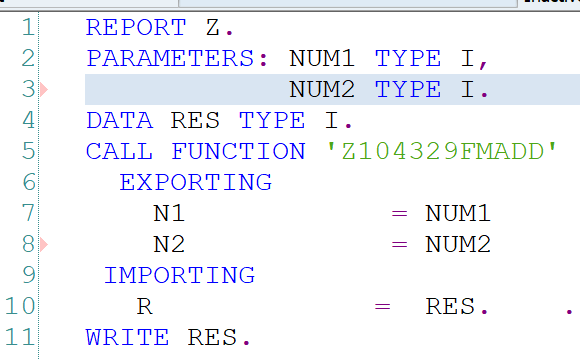 1 REPORT Z.
2 PARAMETERS: NUM1 TYPE I,
3 NUM2 TYPE I.
4 DATA RES TYPE I.
5 CALL FUNCTION 'Z104329FMADD'
6 EXPORTING
7 N1 = NUM1
8 N2 = NUM2
9 IMPORTING
10 R = RES. .
11 WRITE RES.